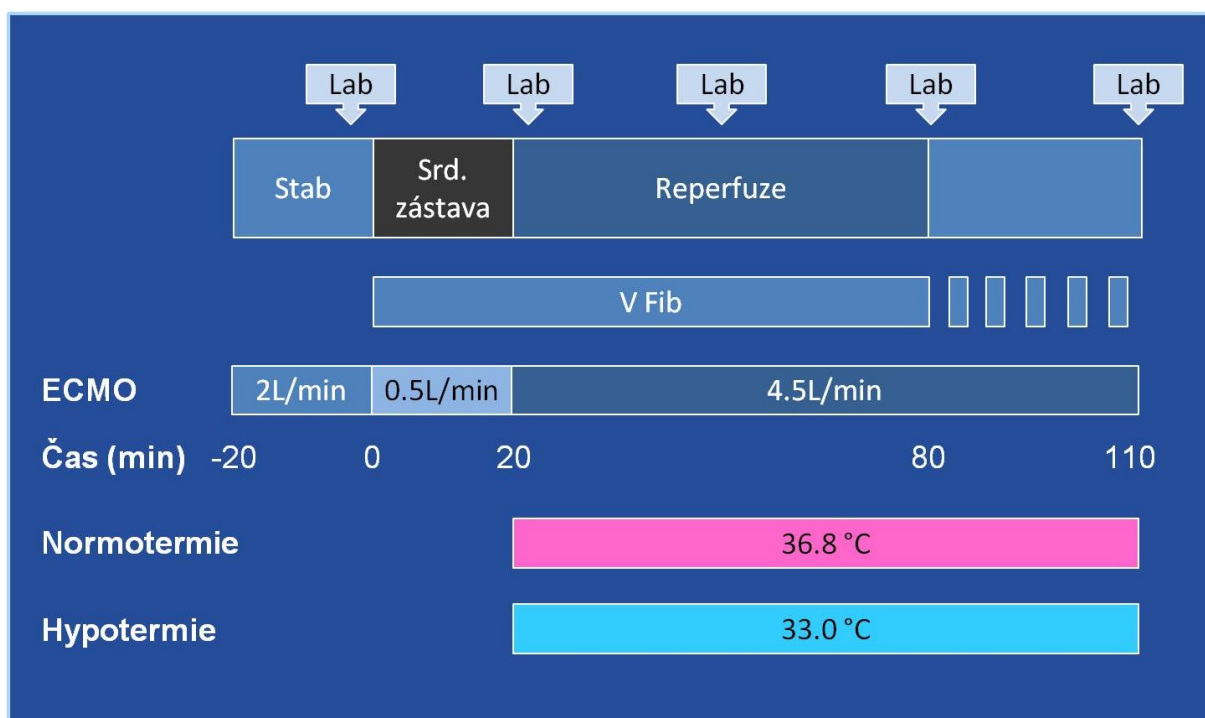 Lab Lab Lab Lab Lab
Stab
Srd.
zástava
Reperfuze
V Fib
ECMO 2L/min 0.5L/min 4.5L/min
Čas (min) -20 0 20 80 110
Normotermie 36.8 °C
Hypotermie 33.0 °C